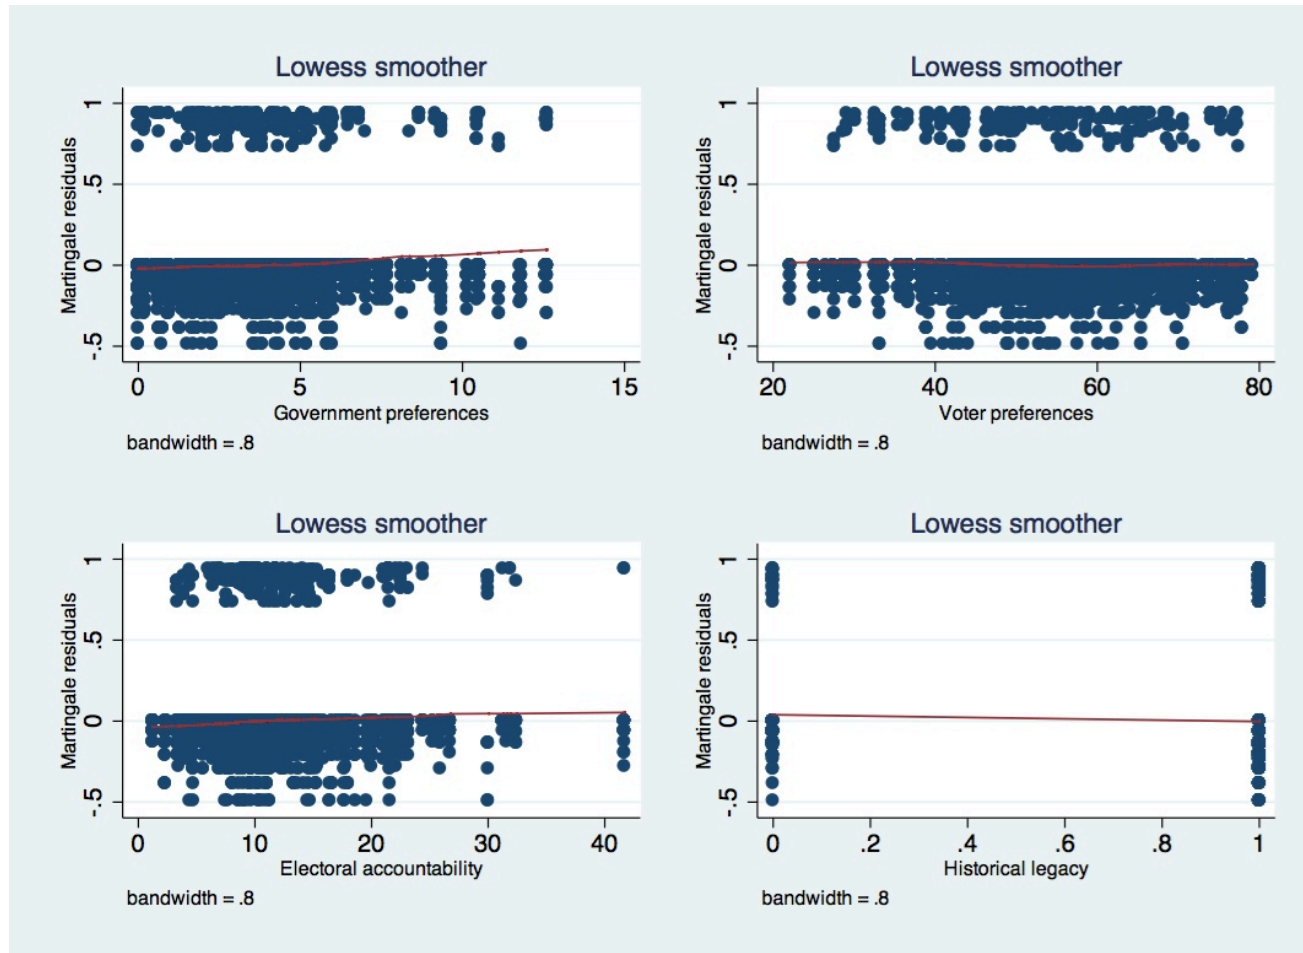 Lowess smoother
Martingale residuals
1
.5
0
-.5
0 5 10 15
Government preferences
bandwidth = .8
Lowess smoother
Martingale residuals
1
.5
0
-.5
20 40 60 80
Voter preferences
bandwidth = .8
Lowess smoother
Martingale residuals
1
.5
0
-.5
0 10 20 30 40
Electoral accountability
bandwidth = .8
Lowess smoother
Martingale residuals
1
.5
0
-.5
0 .2 .4 .6 .8 1
Historical legacy
bandwidth = .8